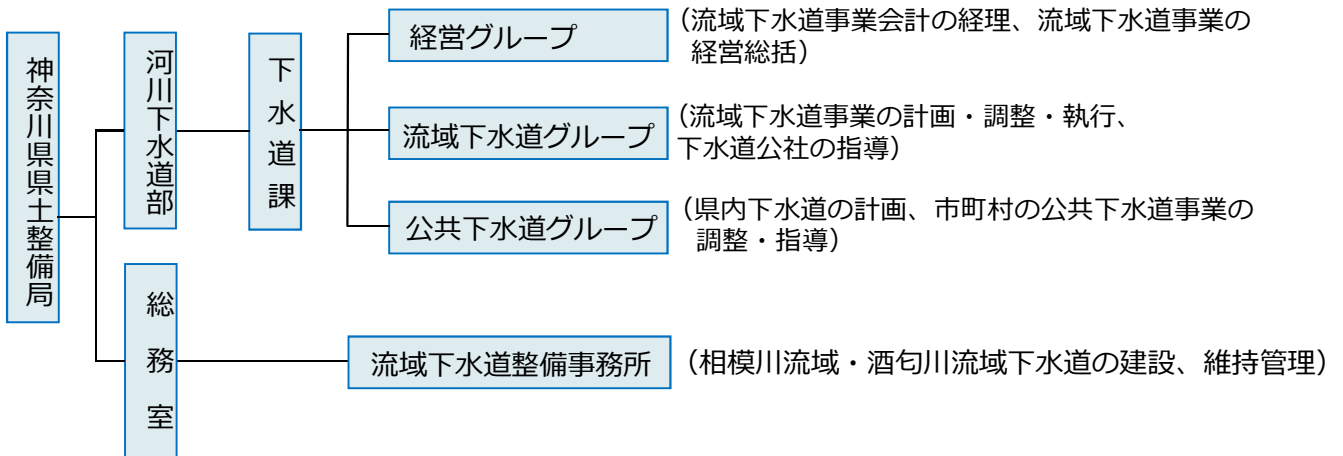 神奈川県県土整備局
河川下水道部
下水道課
経営グループ
(流域下水道事業会計の経理、流域下水道事業の
経営総括)
流域下水道グループ
(流域下水道事業の計画・調整・執行、
下水道公社の指導)
公共下水道グループ
(県内下水道の計画、市町村の公共下水道事業の
調整・指導)
総務室
流域下水道整備事務所
(相模川流域・酒匂川流域下水道の建設、維持管理)